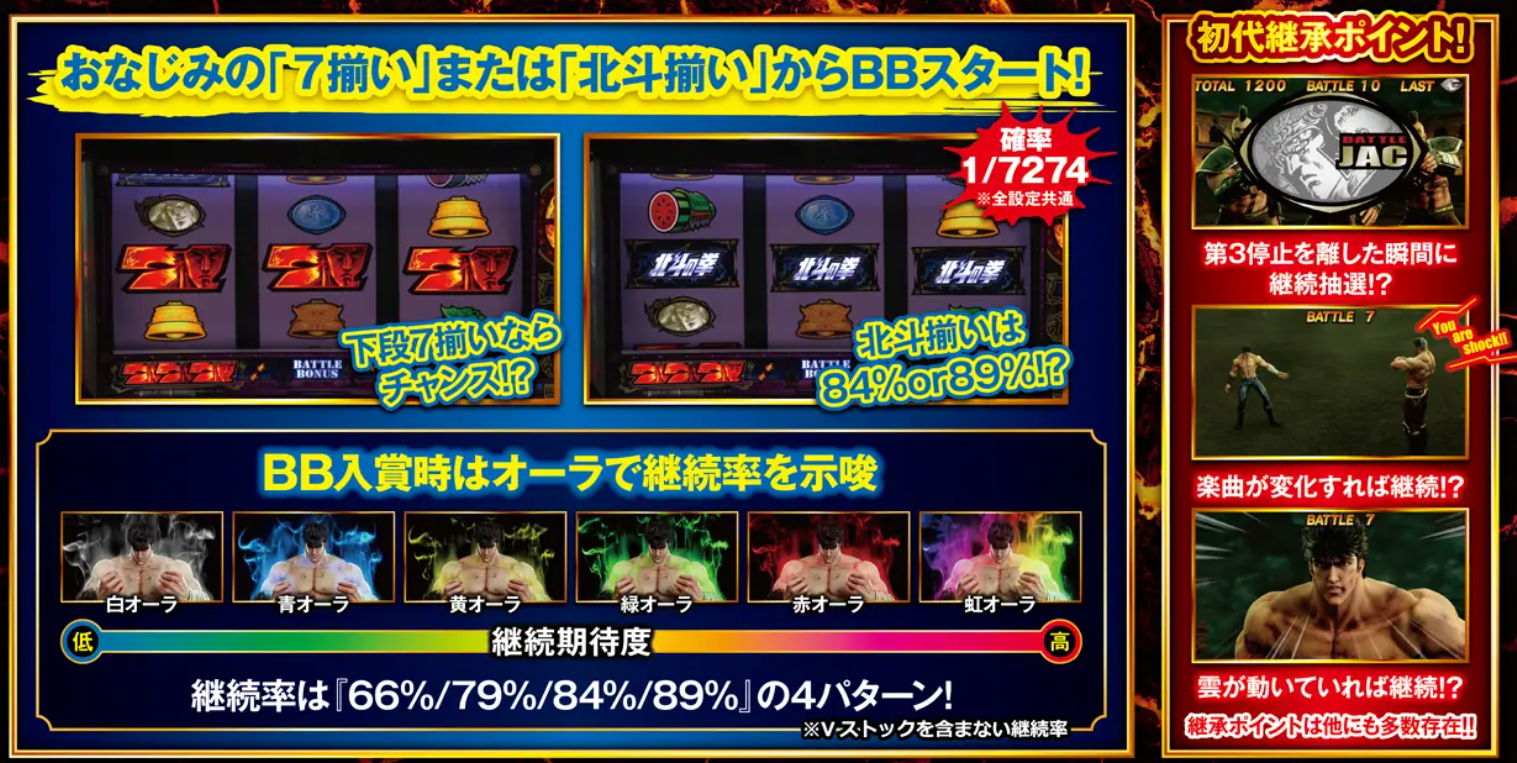 おなじみの「7揃い」または「北斗揃い」からBBスタート!
確率
1/7274
※全設定共通
北斗の拳
北斗の拳
北斗の拳
BATTLE
BONUS
下段7揃いなら
チャンス!?
北斗揃いは
84%or89%!?
BB入賞時はオーラで継続率を示唆
白オーラ
青オーラ
黄オーラ
緑オーラ
赤オーラ
虹オーラ
低
継続期待度
高
継続率は『66%/79%/84%/89%』の4パターン!
※Vストックを含まない継続率
初代継承ポイント!
TOTAL 1200 BATTLE 10 LAST
BATTLE
JAC
第3停止を離した瞬間に
継続抽選!?
BATTLE 7
You
are
shock!!
楽曲が変化すれば継続!?
BATTLE 7
雲が動いていれば継続!?
継承ポイントは他にも多数存在!!